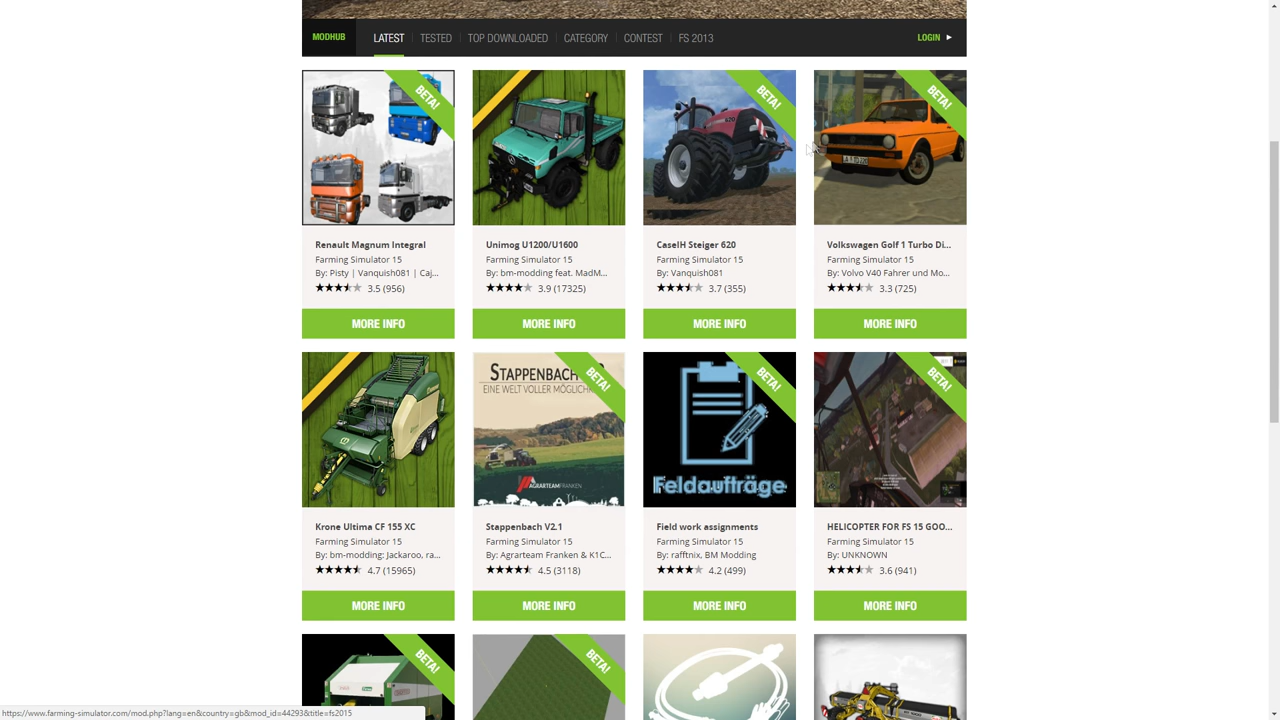 MODHUB
LATEST
TESTED
TOP DOWNLOADED
CATEGORY
CONTEST
FS 2013
LOGIN
BETA!
BETA!
620
BETA!
Renault Magnum Integral
Farming Simulator 15
By: Pisty | Vanquish081 | Caj...
3.5 (956)
MORE INFO
Unimog U1200/U1600
Farming Simulator 15
By: bm-modding feat. MadM...
3.9 (17325)
MORE INFO
CaseIH Steiger 620
Farming Simulator 15
By: Vanquish081
3.7 (355)
MORE INFO
Volkswagen Golf 1 Turbo Di...
Farming Simulator 15
By: Volvo V40 Fahrer und Mo...
3.3 (725)
MORE INFO
STAPPENBACH
EINE WELT VOLLER MÖGLICH
AGRARTEAMFRANKEN
BETA!
Feldaufträge
BETA!
BETA!
Krone Ultima CF 155 XC
Farming Simulator 15
By: bm-modding: Jackaroo, ra...
4.7 (15965)
MORE INFO
Stappenbach V2.1
Farming Simulator 15
By: Agrarteam Franken & K1C...
4.5 (3118)
MORE INFO
Field work assignments
Farming Simulator 15
By: rafftnix, BM Modding
4.2 (499)
MORE INFO
HELICOPTER FOR FS 15 GOO...
Farming Simulator 15
By: UNKNOWN
3.6 (941)
MORE INFO
BETA!
BETA!
https://www.farming-simulator.com/mod.php?lang=en&country=gb&mod_id=44293&title=fs2015